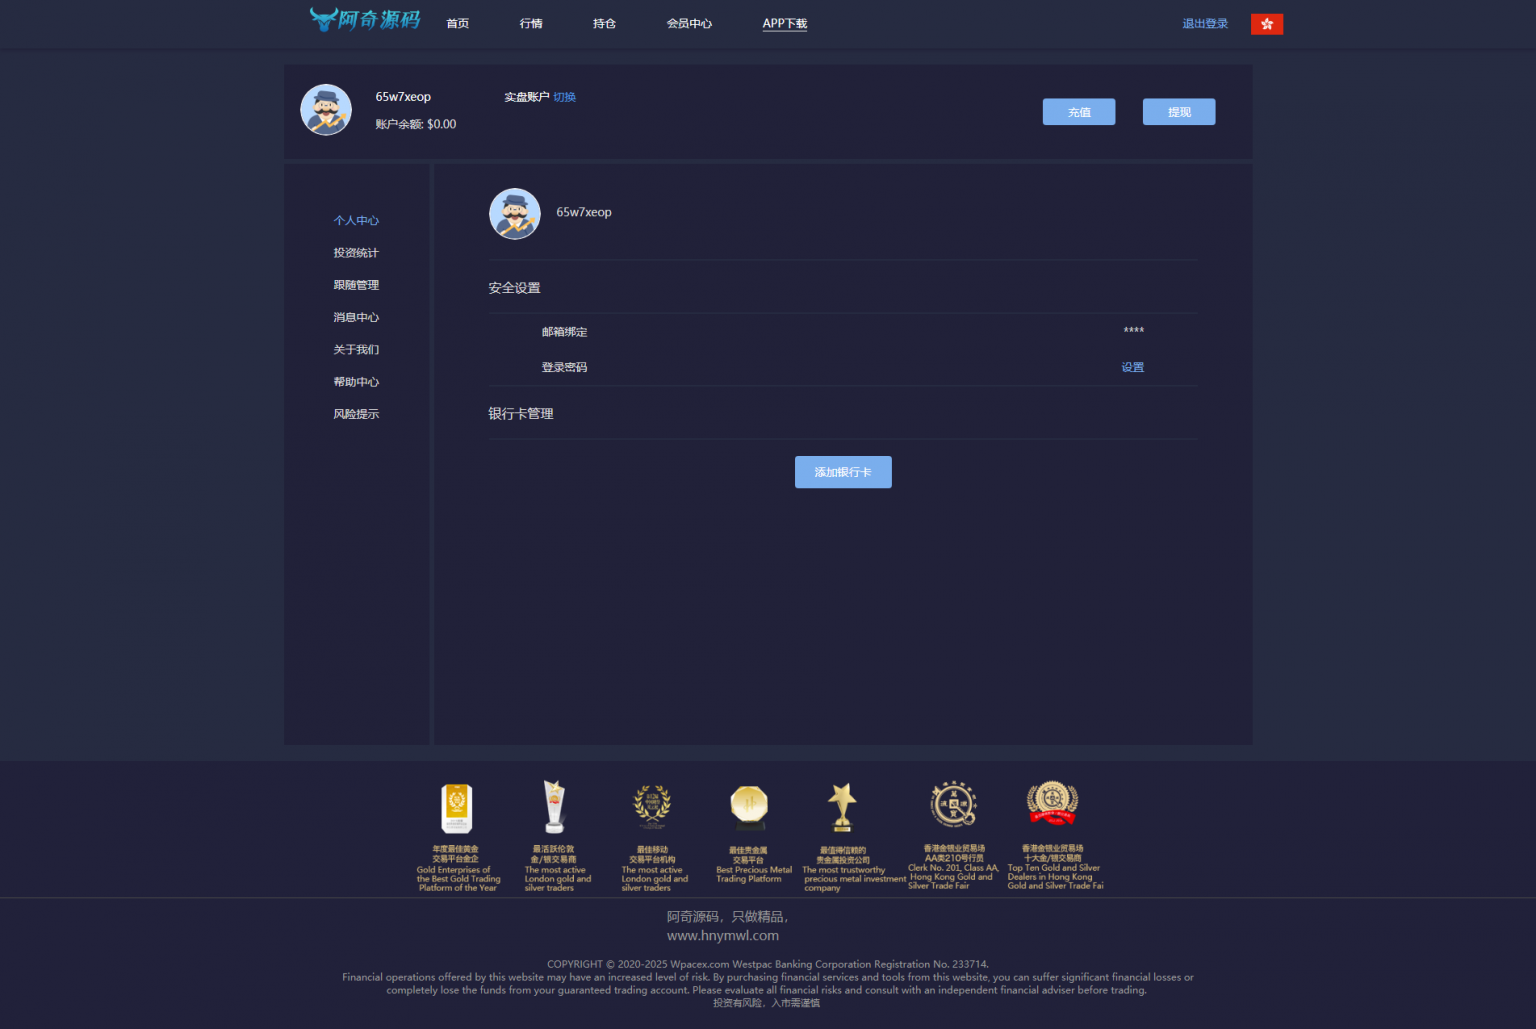 阿奇源码
首页
行情
持仓
会员中心
APP下载
退出登录
65w7xeop
实盘账户 切换
账户余额: $0.00
充值
提现
个人中心
投资统计
跟随管理
消息中心
关于我们
帮助中心
风险提示
65w7xeop
安全设置
邮箱绑定
****
登录密码
设置
银行卡管理
添加银行卡
年度最佳黄金
交易平台金企
Gold Enterprises of
the Best Gold Trading
Platform of the Year
最活跃伦敦
金/银交易商
The most active
London gold and
silver traders
最佳移动
交易平台机构
The most active
London gold and
silver traders
最佳贵金属
交易平台
Best Precious Metal
Trading Platform
最值得信赖的
贵金属投资公司
The most trustworthy
precious metal investment
company
香港金银业贸易场
AA类210号行员
Clerk No. 201, Class AA,
Hong Kong Gold and
Silver Trade Fair
香港金银业贸易场
十大金/银交易商
Top Ten Gold and Silver
Dealers in Hong Kong
Gold and Silver Trade Fai
阿奇源码，只做精品，
www.hnymwl.com
COPYRIGHT © 2020-2025 Wpacex.com Westpac Banking Corporation Registration No. 233714.
Financial operations offered by this website may have an increased level of risk. By purchasing financial services and tools from this website, you can suffer significant financial losses or
completely lose the funds from your guaranteed trading account. Please evaluate all financial risks and consult with an independent financial adviser before trading.
投资有风险，入市需谨慎